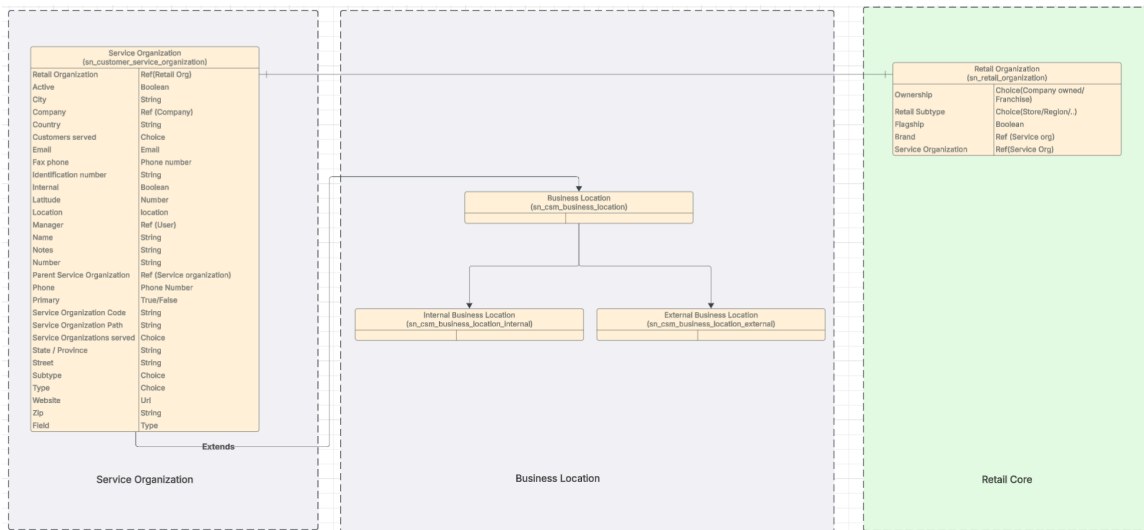 Service Organization
(sn_customer_service_organization)
Retail Organization Ref(Retail Org)
Active Boolean
City String
Company Ref (Company)
Country String
Customers served Choice
Email Email
Fax phone Phone number
Identification number String
Internal Boolean
Latitude Number
Location location
Manager Ref (User)
Name String
Notes String
Number String
Parent Service Organization Ref (Service organization)
Phone Phone Number
Primary True/False
Service Organization Code String
Service Organization Path String
Service Organizations served Choice
State / Province String
Street String
Subtype Choice
Type Choice
Website Url
Zip String
Field Type
Extends
Service Organization
Business Location
(sn_csm_business_location)
Internal Business Location
(sn_csm_business_location_internal)
External Business Location
(sn_csm_business_location_external)
Business Location
Retail Organization
(sn_retail_organization)
Ownership Choice(Company owned/
Franchise)
Retail Subtype Choice(Store/Region/..)
Flagship Boolean
Brand Ref (Service org)
Service Organization Ref(Service Org)
Retail Core